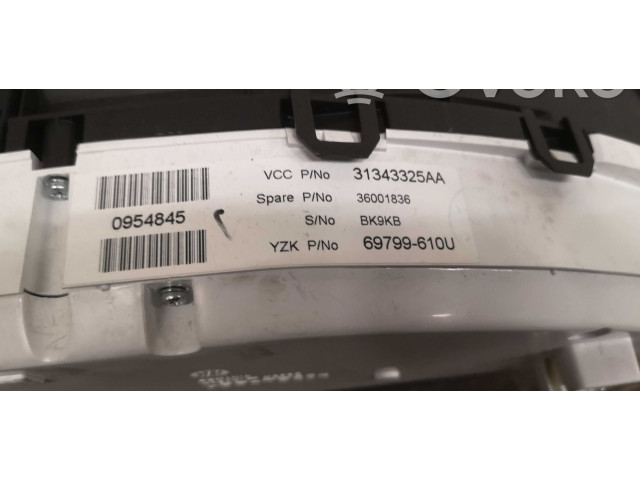 VCC P/No 31343325AA
Spare P/No 36001836
0954845
S/No BK9KB
YZK P/No 69799-610U